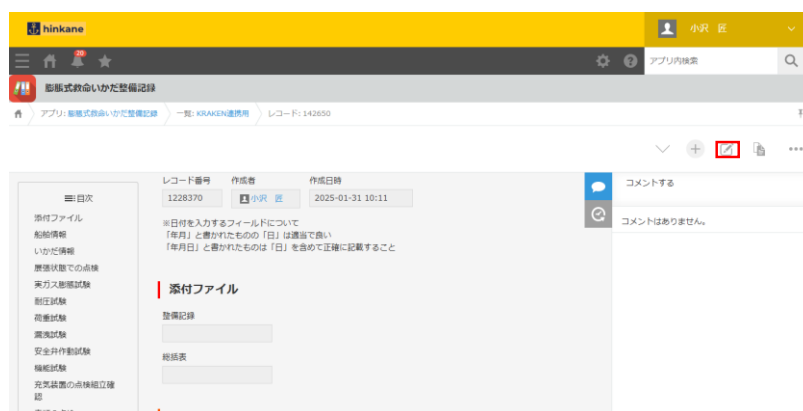 hinkane
小沢 匠
20
アプリ内検索
膨脹式救命いかだ整備記録
アプリ: 膨脹式救命いかだ整備記録
一覧: KRAKEN連携用
レコード: 142650
目次
添付ファイル
船舶情報
いかだ情報
展張状態での点検
実ガス膨脹試験
耐圧試験
荷重試験
漏洩試験
安全弁作動試験
機能試験
充気装置の点検組立確
認
レコード番号
作成者
作成日時
1228370
小沢 匠
2025-01-31 10:11
※日付を入力するフィールドについて
「年月」と書かれたものの「日」は適当で良い
「年月日」と書かれたものは「日」を含めて正確に記載すること
添付ファイル
整備記録
総括表
コメントする
コメントはありません。